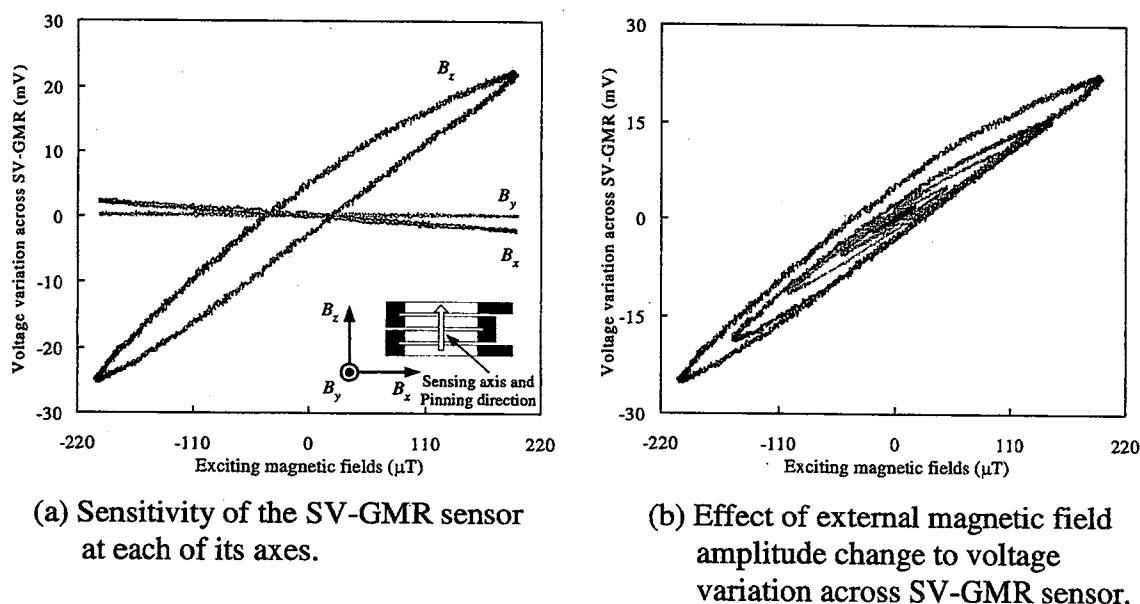 30
20
10
0
-10
-20
-30
Voltage variation across SV-GMR (mV)
B_z
B_y
B_x
B_z
B_y
B_x
Sensing axis and
Pinning direction
-220
-110
0
110
220
Exciting magnetic fields (μT)
(a) Sensitivity of the SV-GMR sensor
at each of its axes.
30
15
0
-15
-30
Voltage variation across SV-GMR (mV)
-220
-110
0
110
220
Exciting magnetic fields (μT)
(b) Effect of external magnetic field
amplitude change to voltage
variation across SV-GMR sensor.